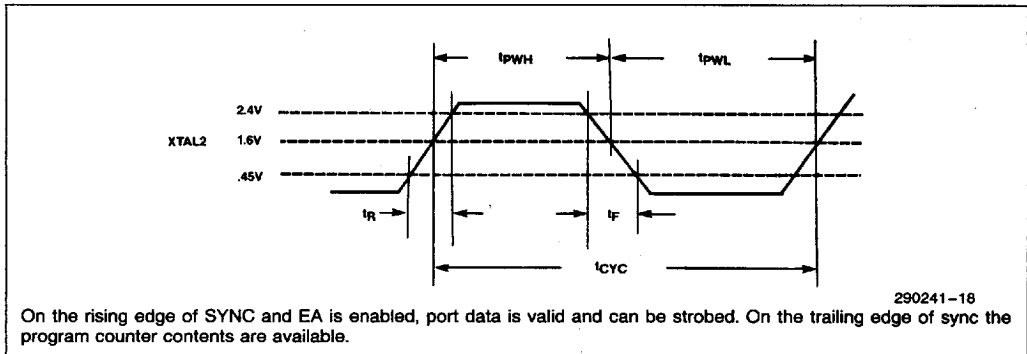 tPWH tPWL
2.4V
XTAL2 1.6V
.45V
tR tF
tCYC
290241–18
On the rising edge of SYNC and EA is enabled, port data is valid and can be strobed. On the trailing edge of sync the
program counter contents are available.